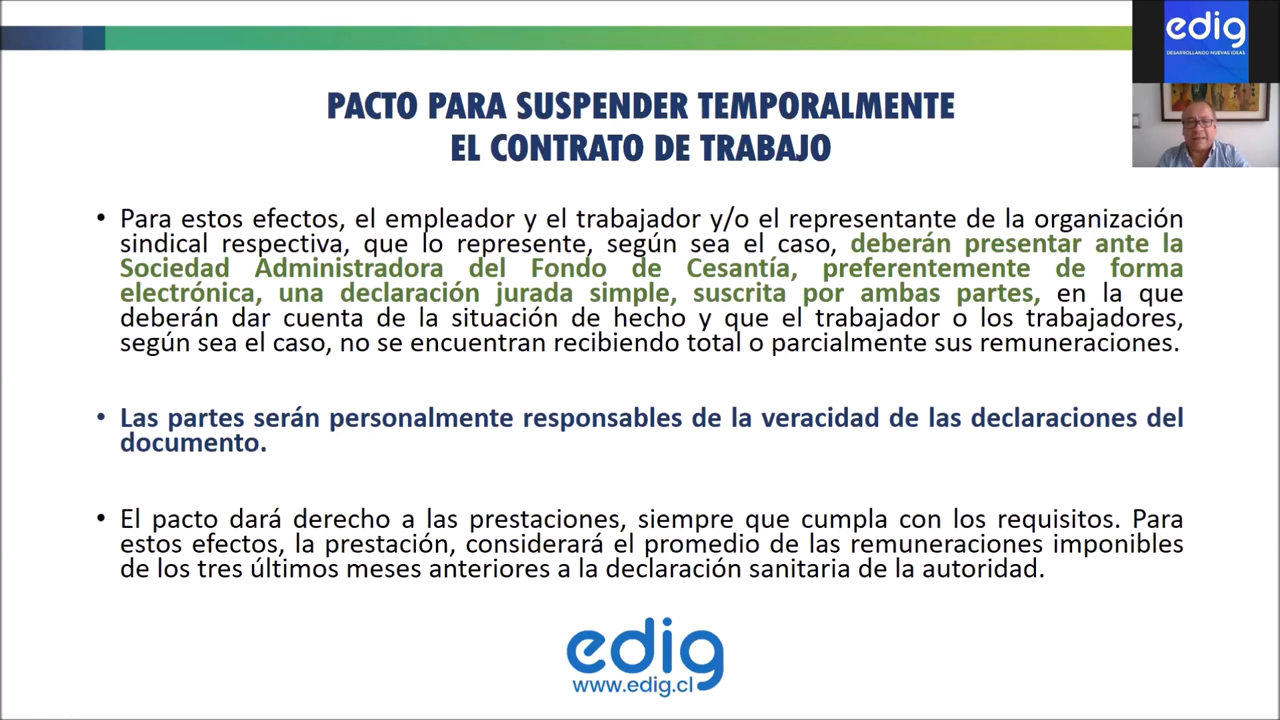 edig
DESARROLLANDO NUEVAS IDEAS
PACTO PARA SUSPENDER TEMPORALMENTE
EL CONTRATO DE TRABAJO
• Para estos efectos, el empleador y el trabajador y/o el representante de la organización
sindical respectiva, que lo represente, según sea el caso, deberán presentar ante la
Sociedad Administradora del Fondo de Cesantía, preferentemente de forma
electrónica, una declaración jurada simple, suscrita por ambas partes, en la que
deberán dar cuenta de la situación de hecho y que el trabajador o los trabajadores,
según sea el caso, no se encuentran recibiendo total o parcialmente sus remuneraciones.
• Las partes serán personalmente responsables de la veracidad de las declaraciones del
documento.
• El pacto dará derecho a las prestaciones, siempre que cumpla con los requisitos. Para
estos efectos, la prestación, considerará el promedio de las remuneraciones imponibles
de los tres últimos meses anteriores a la declaración sanitaria de la autoridad.
edig
www.edig.cl